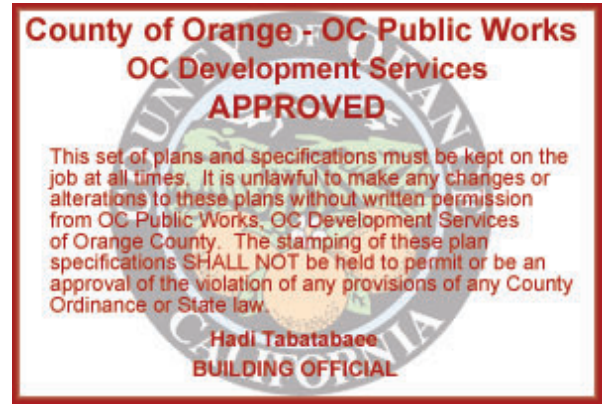 County of Orange - OC Public Works
OC Development Services
APPROVED
This set of plans and specifications must be kept on the
job at all times. It is unlawful to make any changes or
alterations to these plans without written permission
from OC Public Works, OC Development Services
of Orange County. The stamping of these plan
specifications SHALL NOT be held to permit or be an
approval of the violation of any provisions of any County
Ordinance or State law.
Hadi Tabatabaee
BUILDING OFFICIAL
COUNTY OF ORANGE
CALIFORNIA